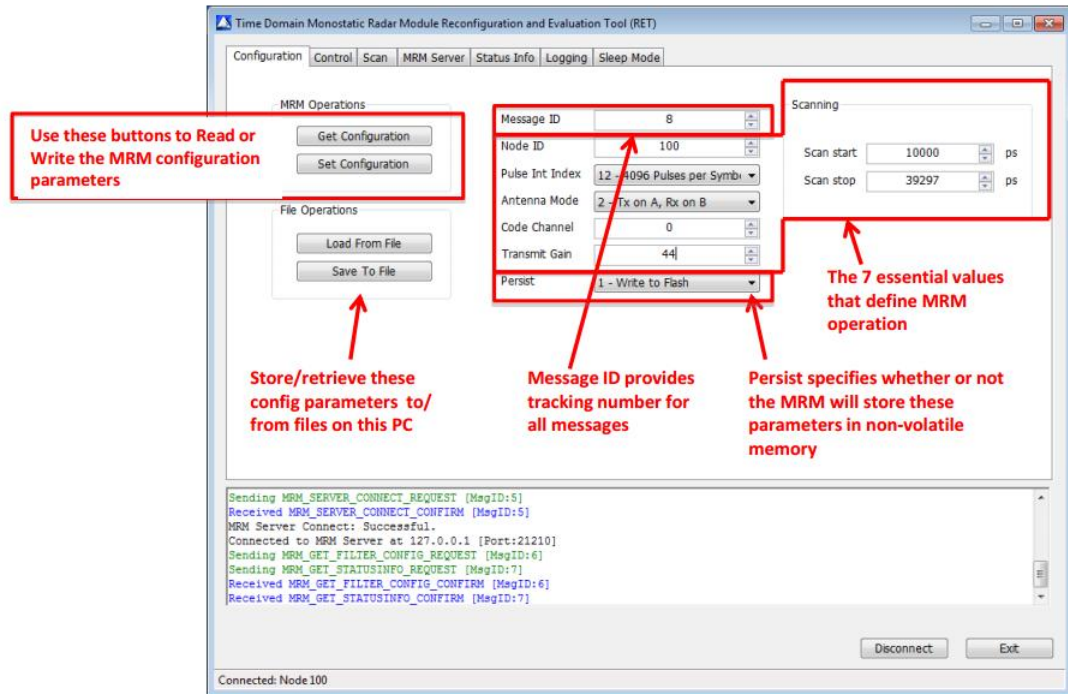 Time Domain Monostatic Radar Module Reconfiguration and Evaluation Tool (RET)
Configuration Control Scan MRM Server Status Info Logging Sleep Mode
MRM Operations
Get Configuration
Set Configuration
Use these buttons to Read or
Write the MRM configuration
parameters
File Operations
Load From File
Save To File
Message ID 8
Node ID 100
Pulse Int Index 12 - 4096 Pulses per Symb
Antenna Mode 2 - Tx on A, Rx on B
Code Channel 0
Transmit Gain 44
Persist 1 - Write to Flash
Scanning
Scan start 10000 ps
Scan stop 39297 ps
The 7 essential values
that define MRM
operation
Store/retrieve these
config parameters to/
from files on this PC
Message ID provides
tracking number for
all messages
Persist specifies whether or not
the MRM will store these
parameters in non-volatile
memory
Sending MRM_SERVER_CONNECT_REQUEST [MsgID:5]
Received MRM_SERVER_CONNECT_CONFIRM [MsgID:5]
MRM Server Connect: Successful.
Connected to MRM Server at 127.0.0.1 [Port:21210]
Sending MRM_GET_FILTER_CONFIG_REQUEST [MsgID:6]
Sending MRM_GET_STATUSINFO_REQUEST [MsgID:7]
Received MRM_GET_FILTER_CONFIG_CONFIRM [MsgID:6]
Received MRM_GET_STATUSINFO_CONFIRM [MsgID:7]
Disconnect Exit
Connected: Node 100